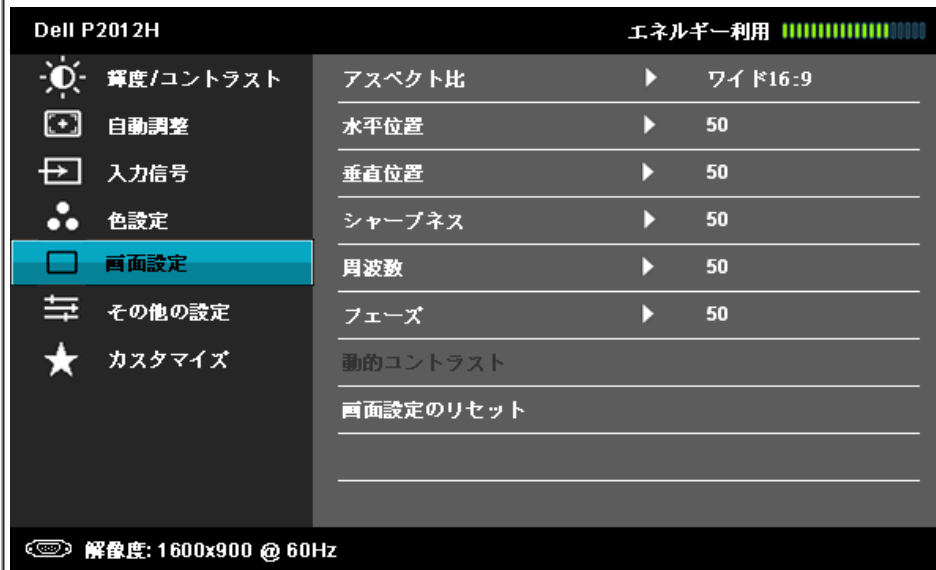 Dell P2012H
エネルギー利用
輝度/コントラスト
アスペクト比 ワイド16:9
自動調整
水平位置 50
入力信号
垂直位置 50
色設定
シャープネス 50
画面設定
周波数 50
その他の設定
フェーズ 50
カスタマイズ
動的コントラスト
画面設定のリセット
解像度: 1600x900 @ 60Hz